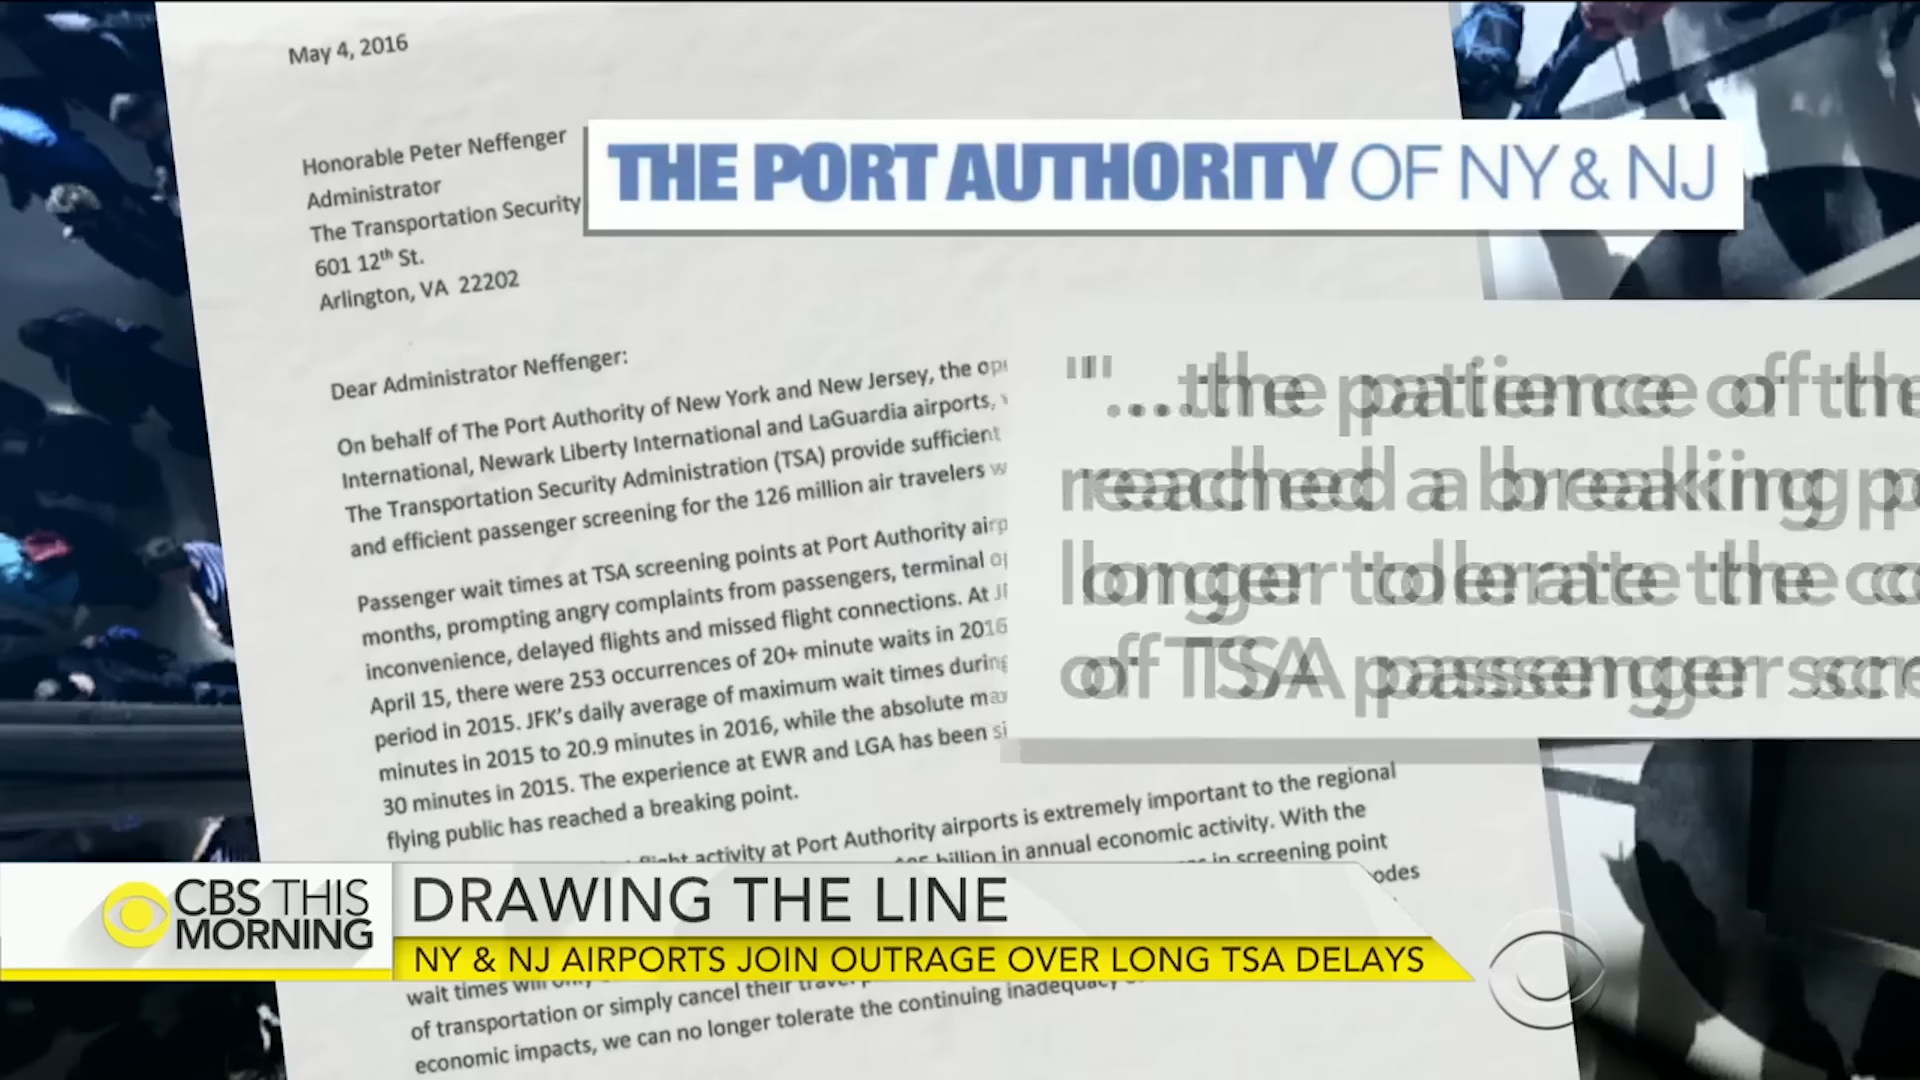 May 4, 2016
THE PORT AUTHORITY OF NY & NJ
Honorable Peter Neffenger
Administrator
The Transportation Security
601 12th St.
Arlington, VA 22202
Dear Administrator Neffenger:
On behalf of The Port Authority of New York and New Jersey, the
International, Newark Liberty International and LaGuardia airports,
The Transportation Security Administration (TSA) provide sufficient
and efficient passenger screening for the 126 million air travelers
Passenger wait times at TSA screening points at Port Authority
months, prompting angry complaints from passengers, terminal
inconvenience, delayed flights and missed flight connections. At
April 15, there were 253 occurrences of 20+ minute waits in 2016
period in 2015. JFK's daily average of maximum wait times during
minutes in 2015 to 20.9 minutes in 2016, while the absolute
30 minutes in 2015. The experience at EWR and LGA has been
flying public has reached a breaking point.
"...the patience of the
reached a breaking
longer tolerate the
of TSA passenger
flight activity at Port Authority airports is extremely important to the regional
billion in annual economic activity. With the
in screening point
CBS THIS
MORNING
DRAWING THE LINE
NY & NJ AIRPORTS JOIN OUTRAGE OVER LONG TSA DELAYS
wait times will only
of transportation or simply cancel their travel
economic impacts, we can no longer tolerate the continuing inadequacy